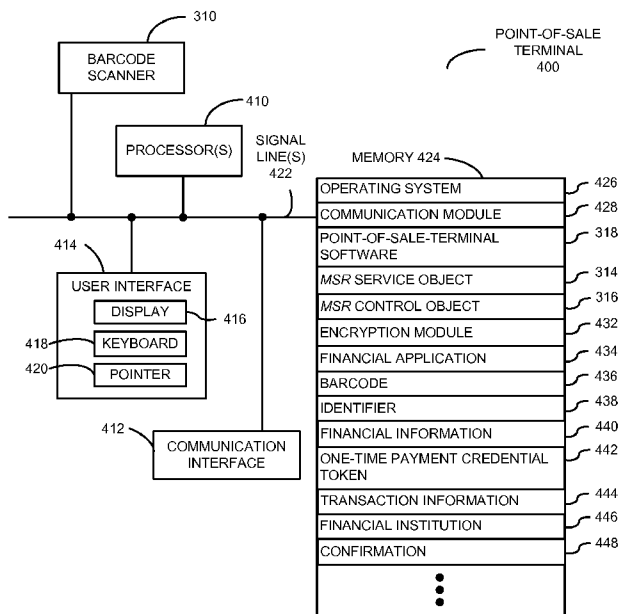 310
BARCODE
SCANNER
POINT-OF-SALE
TERMINAL
400
410
PROCESSOR(S)
SIGNAL
LINE(S)
422
414
USER INTERFACE
DISPLAY
416
418
KEYBOARD
420
POINTER
412
COMMUNICATION
INTERFACE
MEMORY 424
OPERATING SYSTEM
426
COMMUNICATION MODULE
428
POINT-OF-SALE-TERMINAL
SOFTWARE
318
MSR SERVICE OBJECT
314
MSR CONTROL OBJECT
316
ENCRYPTION MODULE
432
FINANCIAL APPLICATION
434
BARCODE
436
IDENTIFIER
438
FINANCIAL INFORMATION
440
ONE-TIME PAYMENT CREDENTIAL
TOKEN
442
TRANSACTION INFORMATION
444
FINANCIAL INSTITUTION
446
CONFIRMATION
448